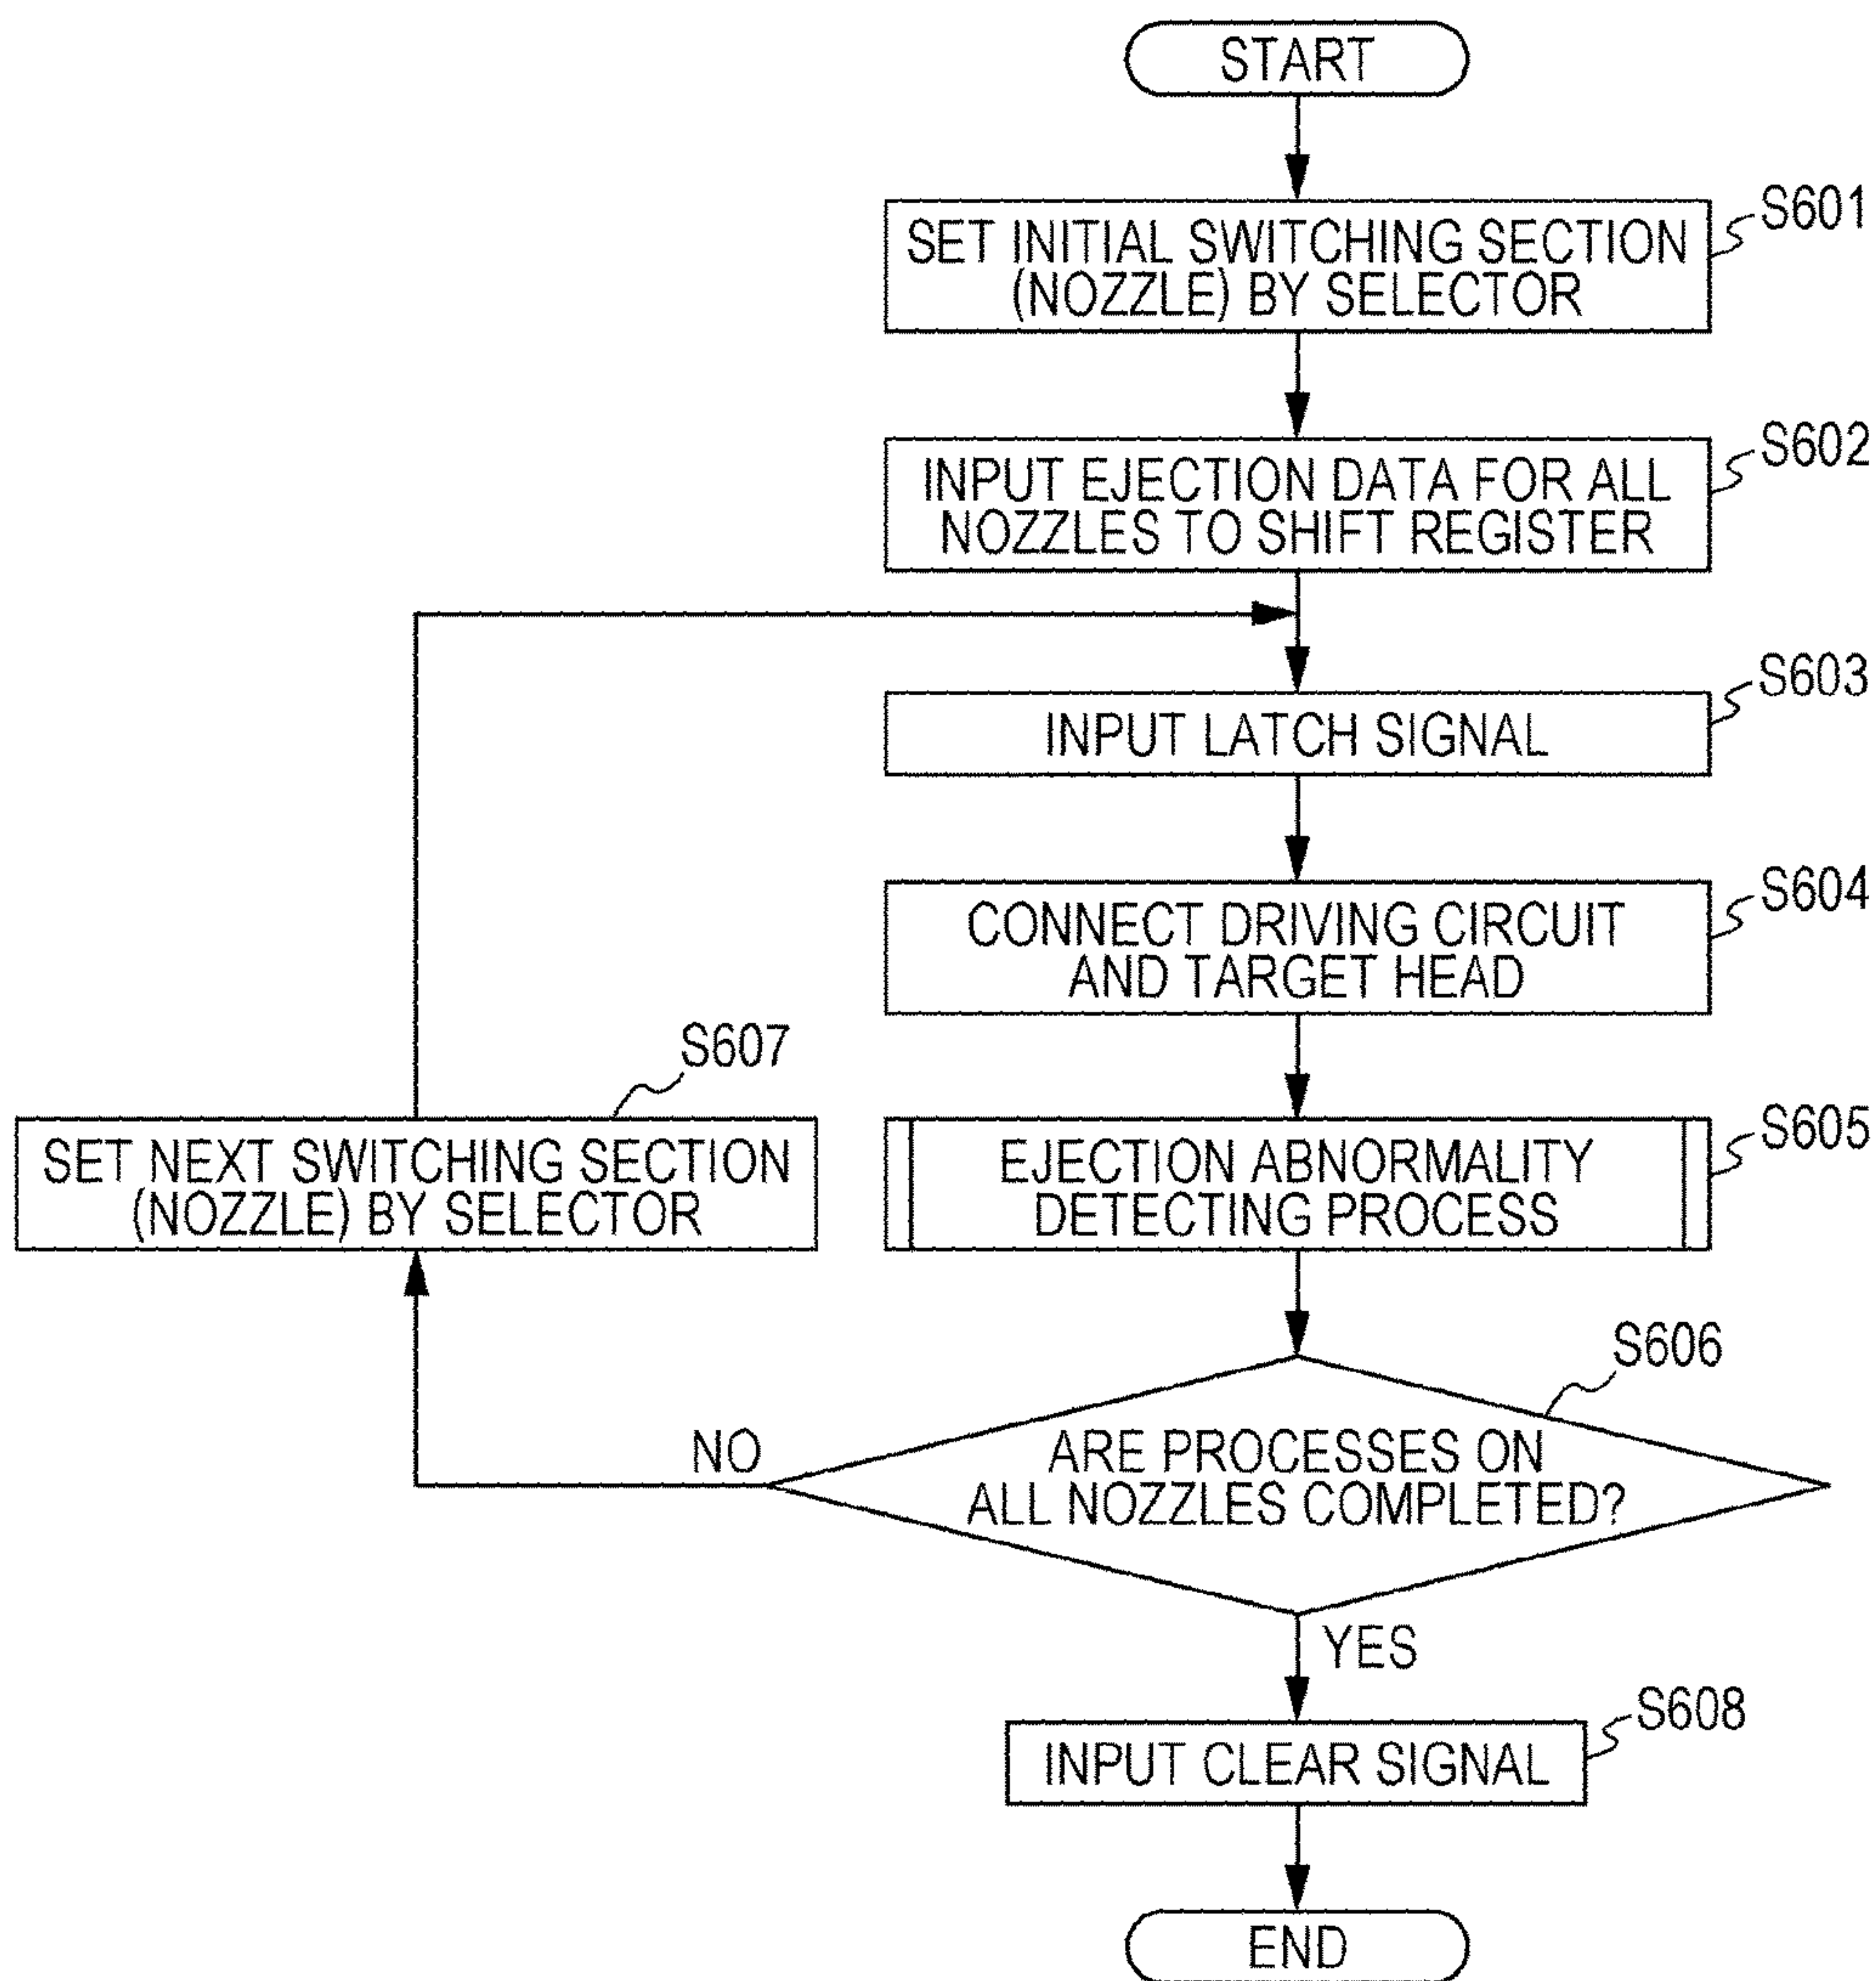 START
S601
SET INITIAL SWITCHING SECTION
(NOZZLE) BY SELECTOR
S602
INPUT EJECTION DATA FOR ALL
NOZZLES TO SHIFT REGISTER
S603
INPUT LATCH SIGNAL
S604
CONNECT DRIVING CIRCUIT
AND TARGET HEAD
S607
SET NEXT SWITCHING SECTION
(NOZZLE) BY SELECTOR
S605
EJECTION ABNORMALITY
DETECTING PROCESS
S606
NO
ARE PROCESSES ON
ALL NOZZLES COMPLETED?
YES
S608
INPUT CLEAR SIGNAL
END